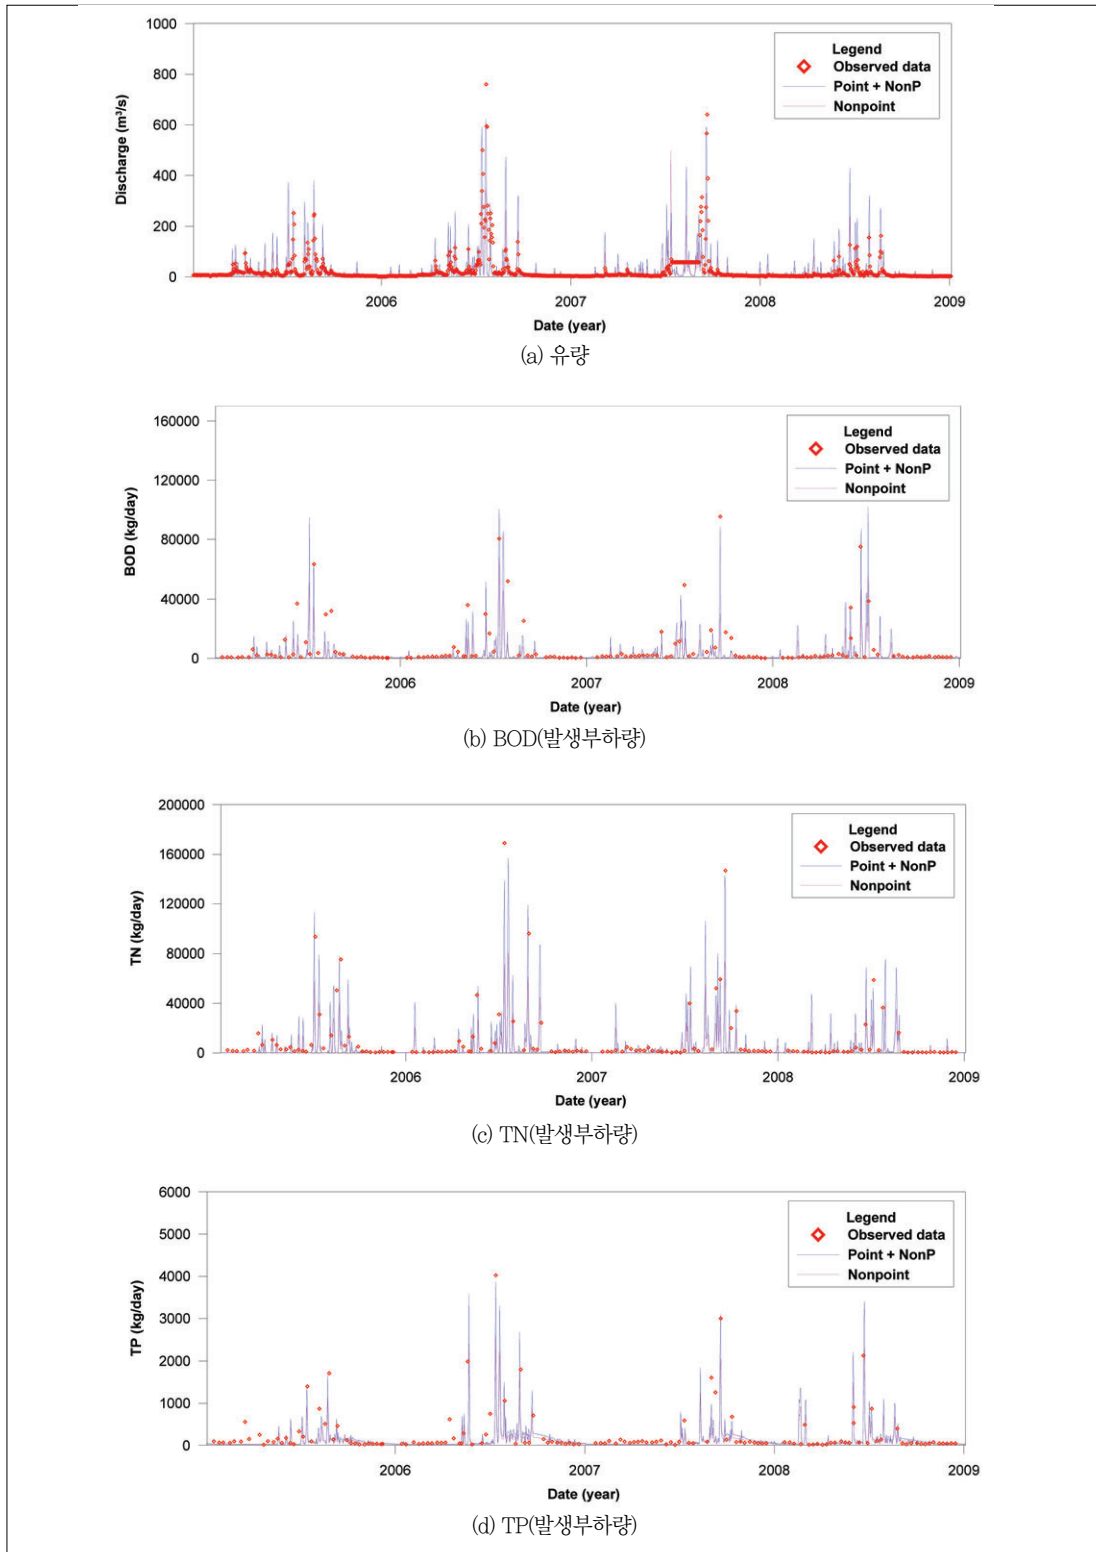 1000
800
600
400
200
0
Discharge (m³/s)
Legend
Observed data
Point + NonP
Nonpoint
2006 2007 2008 2009
Date (year)
(a) 유량
160000
120000
80000
40000
0
BOD (kg/day)
Legend
Observed data
Point + NonP
Nonpoint
2006 2007 2008 2009
Date (year)
(b) BOD(발생부하량)
200000
160000
120000
80000
40000
0
TN (kg/day)
Legend
Observed data
Point + NonP
Nonpoint
2006 2007 2008 2009
Date (year)
(c) TN(발생부하량)
6000
5000
4000
3000
2000
1000
0
TP (kg/day)
Legend
Observed data
Point + NonP
Nonpoint
2006 2007 2008 2009
Date (year)
(d) TP(발생부하량)